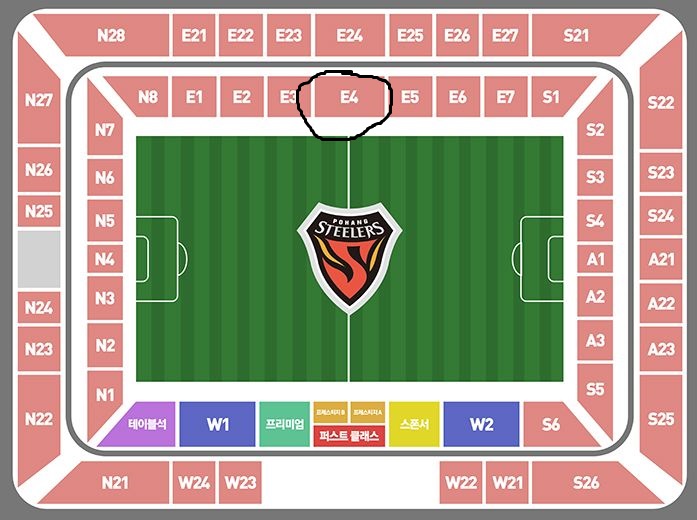 N28 E21 E22 E23 E24 E25 E26 E27 S21
N27 N8 E1 E2 E3 E4 E5 E6 E7 S1 S22
N7 S2
N26 N6 S3 S23
N25 N5 S4 S24
POHANG
STEELERS
N4 A1 A21
N24 N3 A2 A22
N23 N2 A3 A23
N22 N1 S5 S25
테이블석 W1 프리미엄 프레스티지 B 프레스티지 A 스폰서 W2 S6
퍼스트 클래스
N21 W24 W23 W22 W21 S26